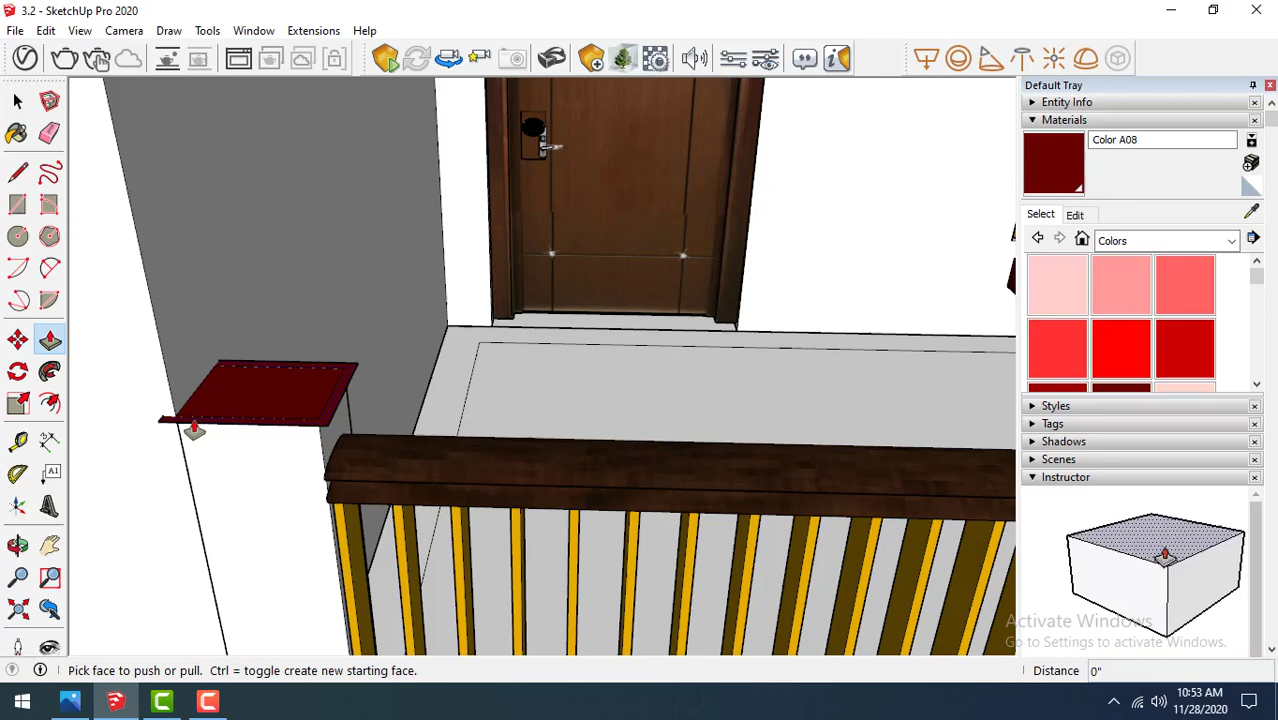 3.2 - SketchUp Pro 2020
File Edit View Camera Draw Tools Window Extensions Help
Default Tray
Entity Info
Materials
Color A08
Select Edit
Colors
Styles
Tags
Shadows
Scenes
Instructor
Activate Windows
Go to Settings to activate Windows.
Pick face to push or pull. Ctrl = toggle create new starting face.
Distance 0"
10:53 AM
11/28/2020